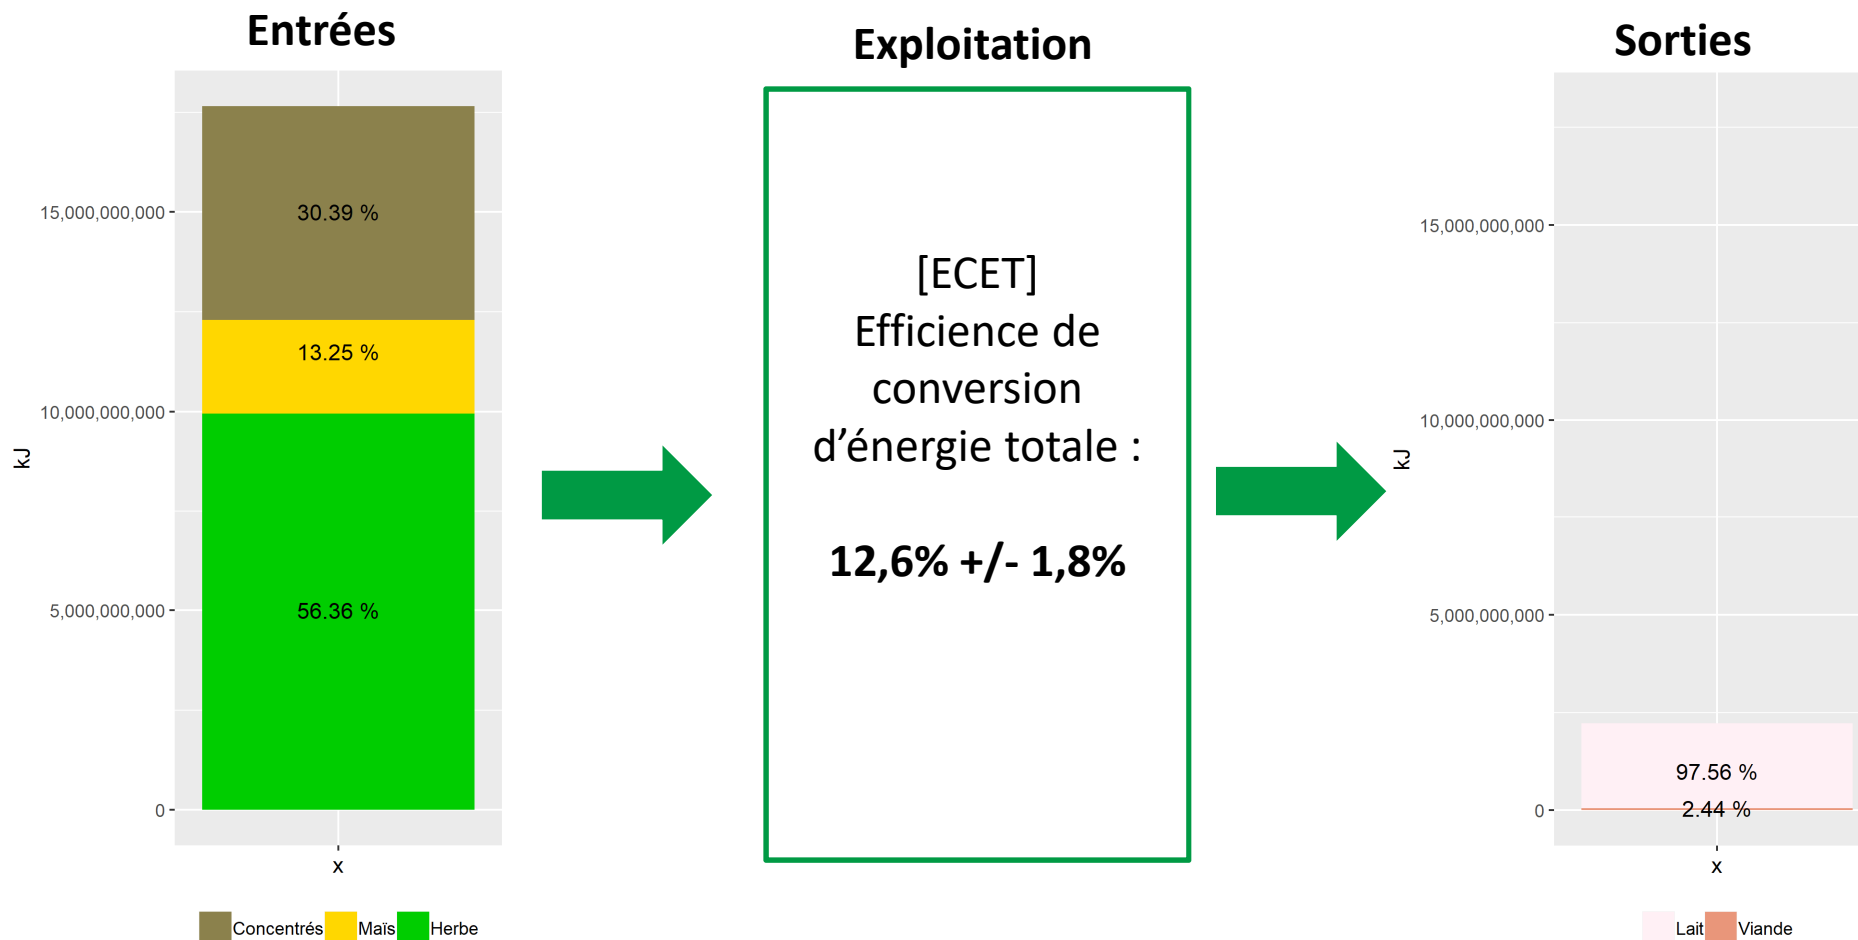 Entrées
15,000,000,000
10,000,000,000
5,000,000,000
0
kJ
30.39 %
13.25 %
56.36 %
x
Concentrés Maïs Herbe
Exploitation
[ECET]
Efficience de
conversion
d’énergie totale :
12,6% +/- 1,8%
Sorties
15,000,000,000
10,000,000,000
5,000,000,000
0
kJ
97.56 %
2.44 %
x
Lait Viande